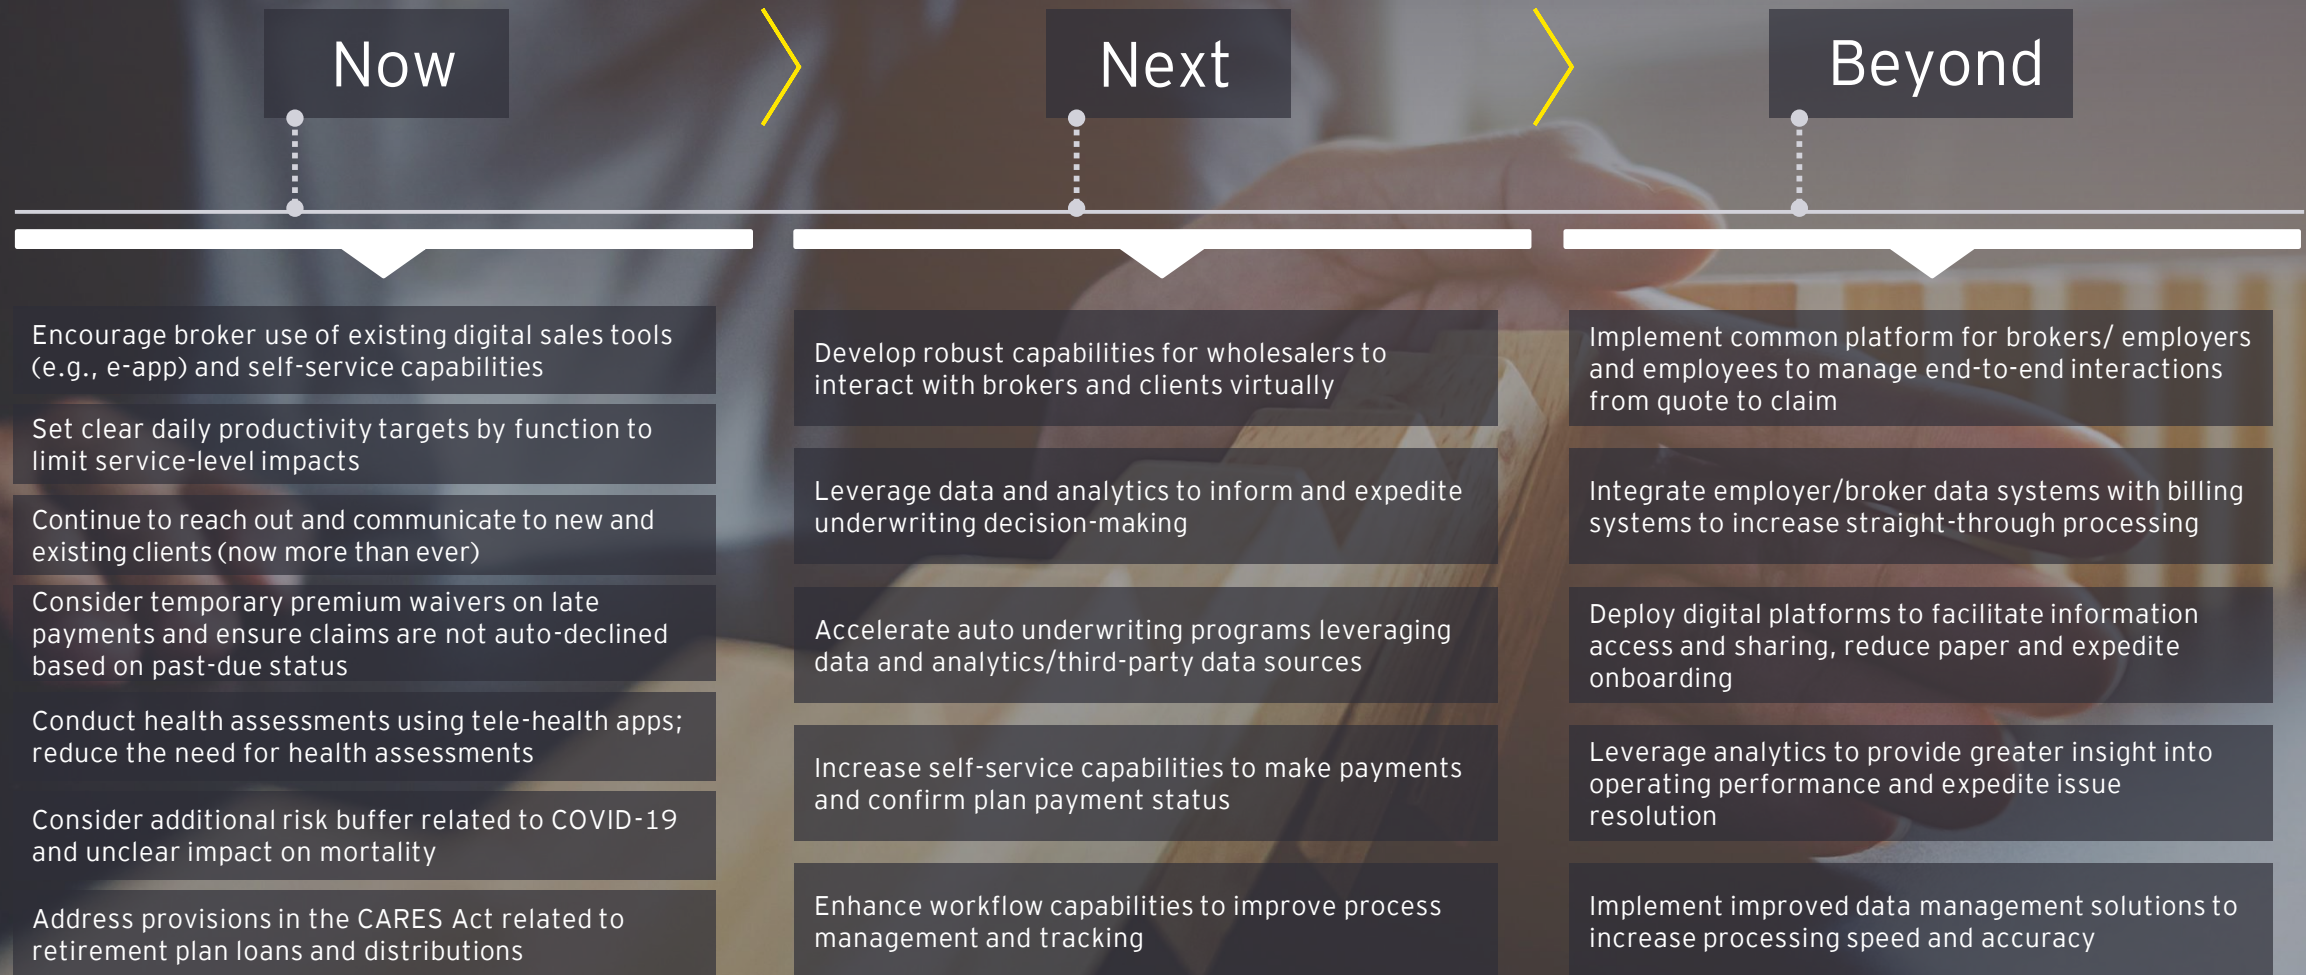 Now
Next
Beyond
Encourage broker use of existing digital sales tools
(e.g., e-app) and self-service capabilities
Set clear daily productivity targets by function to
limit service-level impacts
Continue to reach out and communicate to new and
existing clients (now more than ever)
Consider temporary premium waivers on late
payments and ensure claims are not auto-declined
based on past-due status
Conduct health assessments using tele-health apps;
reduce the need for health assessments
Consider additional risk buffer related to COVID-19
and unclear impact on mortality
Address provisions in the CARES Act related to
retirement plan loans and distributions
Develop robust capabilities for wholesalers to
interact with brokers and clients virtually
Leverage data and analytics to inform and expedite
underwriting decision-making
Accelerate auto underwriting programs leveraging
data and analytics/third-party data sources
Increase self-service capabilities to make payments
and confirm plan payment status
Enhance workflow capabilities to improve process
management and tracking
Implement common platform for brokers/ employers
and employees to manage end-to-end interactions
from quote to claim
Integrate employer/broker data systems with billing
systems to increase straight-through processing
Deploy digital platforms to facilitate information
access and sharing, reduce paper and expedite
onboarding
Leverage analytics to provide greater insight into
operating performance and expedite issue
resolution
Implement improved data management solutions to
increase processing speed and accuracy